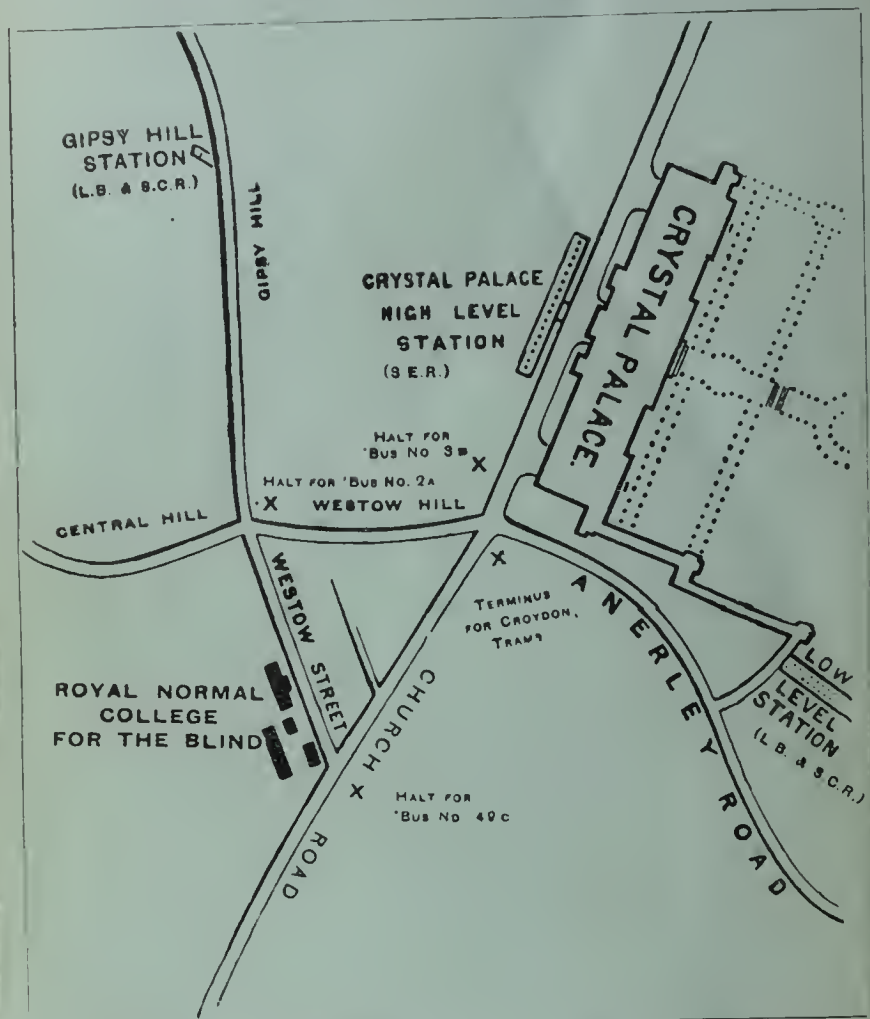 GIPSY HILL
STATION
(L.B. & S.C.R.)
GIPSY HILL
CRYSTAL PALACE
HIGH LEVEL
STATION
(S E.R.)
CRYSTAL PALACE.
HALT FOR
'BUS NO 3B
HALT FOR 'BUS NO. 2A
WESTOW HILL
CENTRAL HILL
WESTOW STREET
TERMINUS
FOR CROYDON,
TRAMS
ANERLEY ROAD
LOW
LEVEL
STATION
(L B. & S.C.R.)
ROYAL NORMAL
COLLEGE
FOR THE BLIND
CHURCH ROAD
HALT FOR
'BUS NO 49C